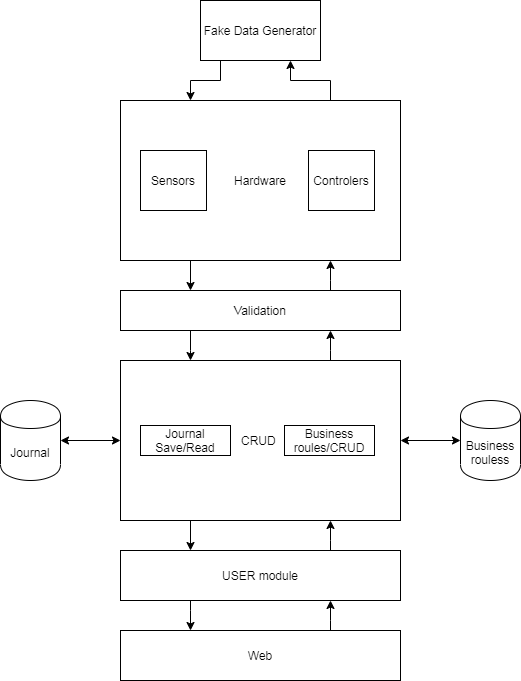 Fake Data Generator
Sensors
Hardware
Controlers
Validation
Journal
Save/Read
CRUD
Business
roules/CRUD
Journal
Business
rouless
USER module
Web